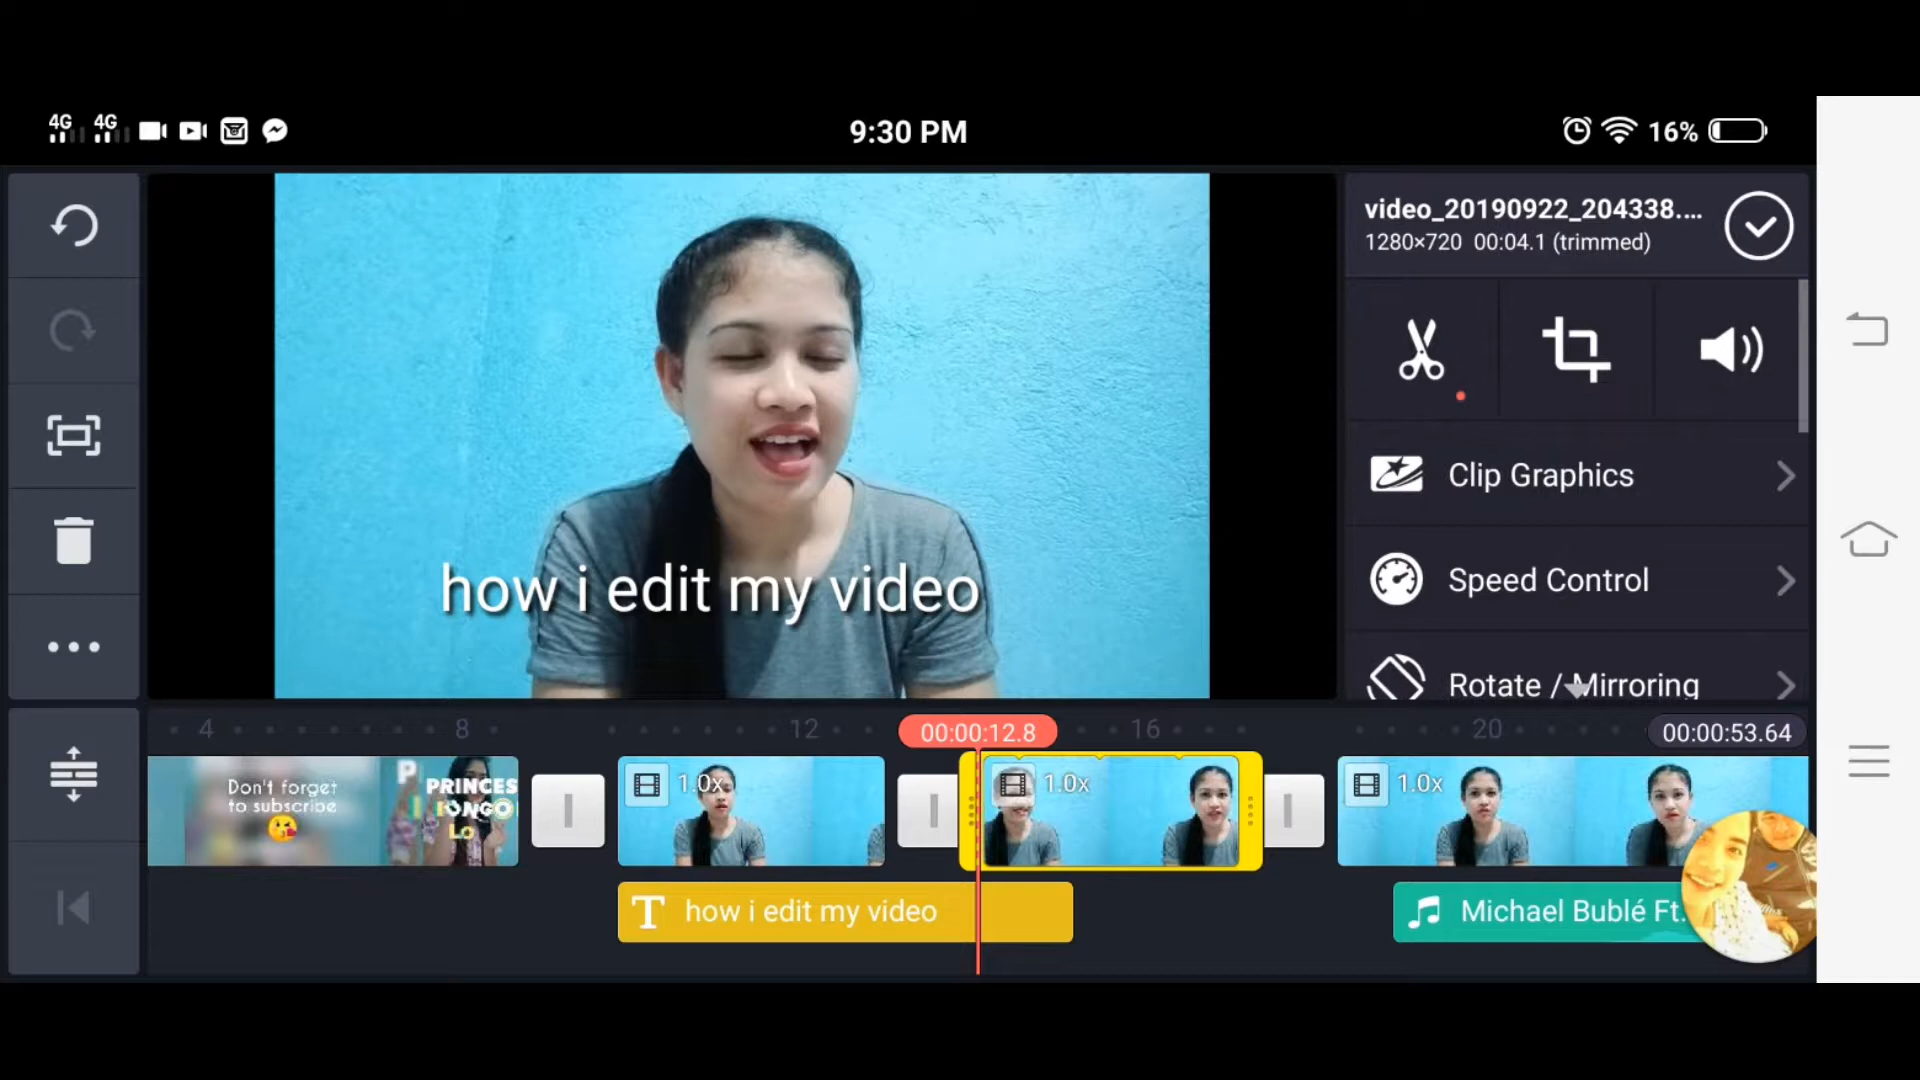 4G 4G 9:30 PM 16%
video_20190922_204338....
1280×720 00:04.1 (trimmed)
how i edit my video
Clip Graphics
Speed Control
Rotate / Mirroring
4 8 12 00:00:12.8 16 20 00:00:53.64
Don't forget
to subscribe
P PRINCES
LONGO
Lo
1.0x 1.0x 1.0x
T how i edit my video
Michael Bublé Ft.